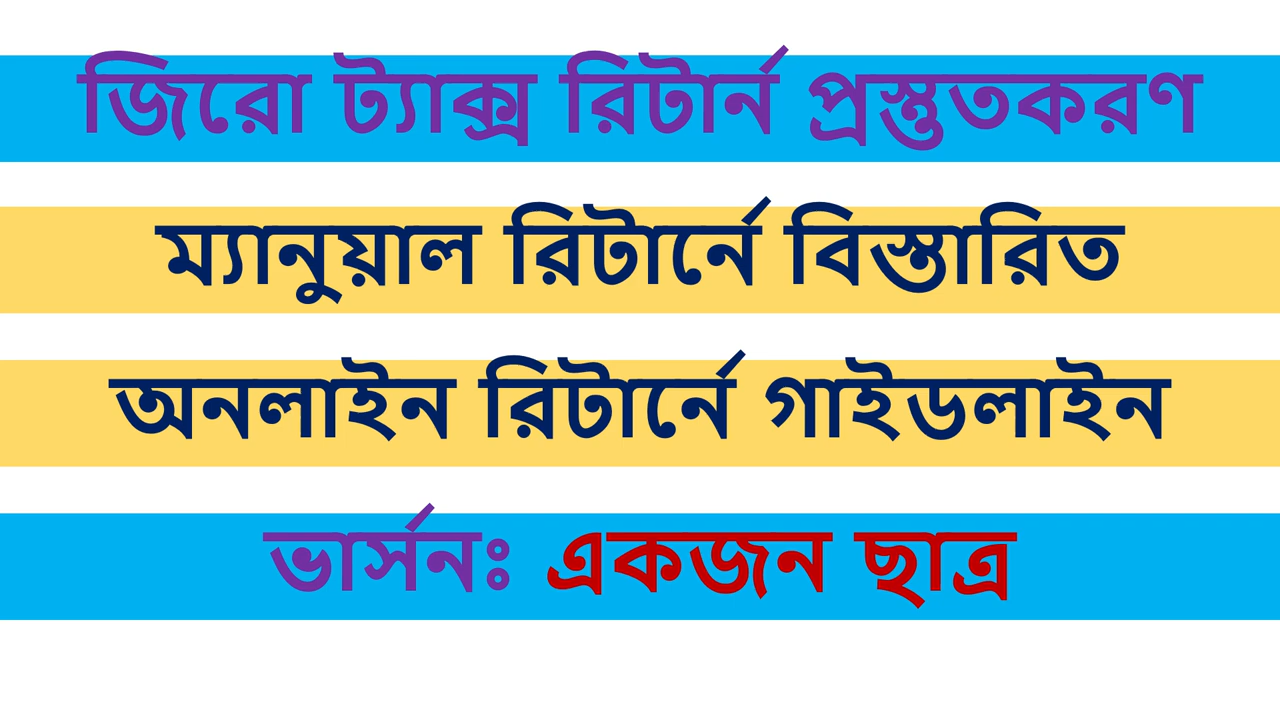 জিরো ট্যাক্স রিটার্ন প্রস্তুতকরণ
ম্যানুয়াল রিটার্নে বিস্তারিত
অনলাইন রিটার্নে গাইডলাইন
ভার্সনঃ একজন ছাত্র